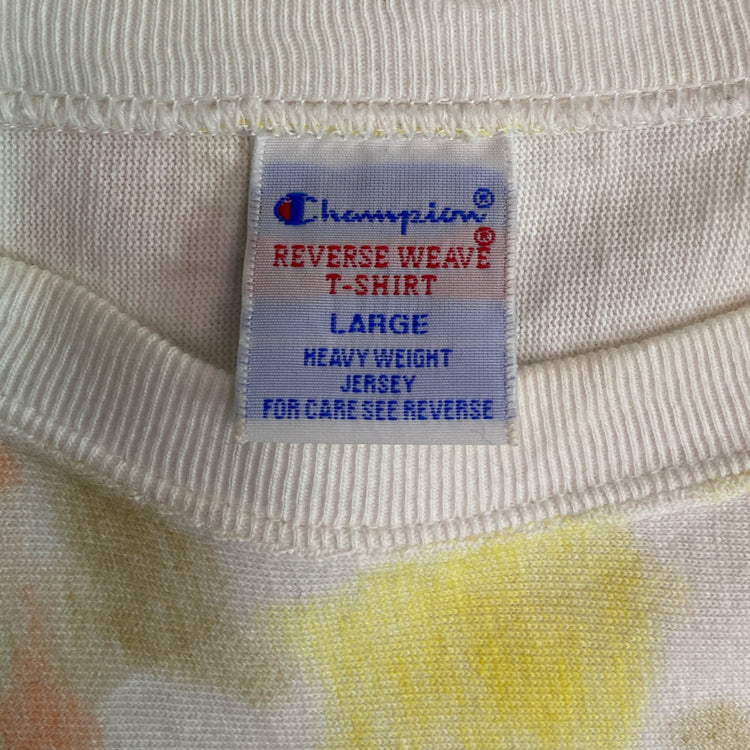 Champion®
REVERSE WEAVE®
T-SHIRT
LARGE
HEAVY WEIGHT
JERSEY
FOR CARE SEE REVERSE